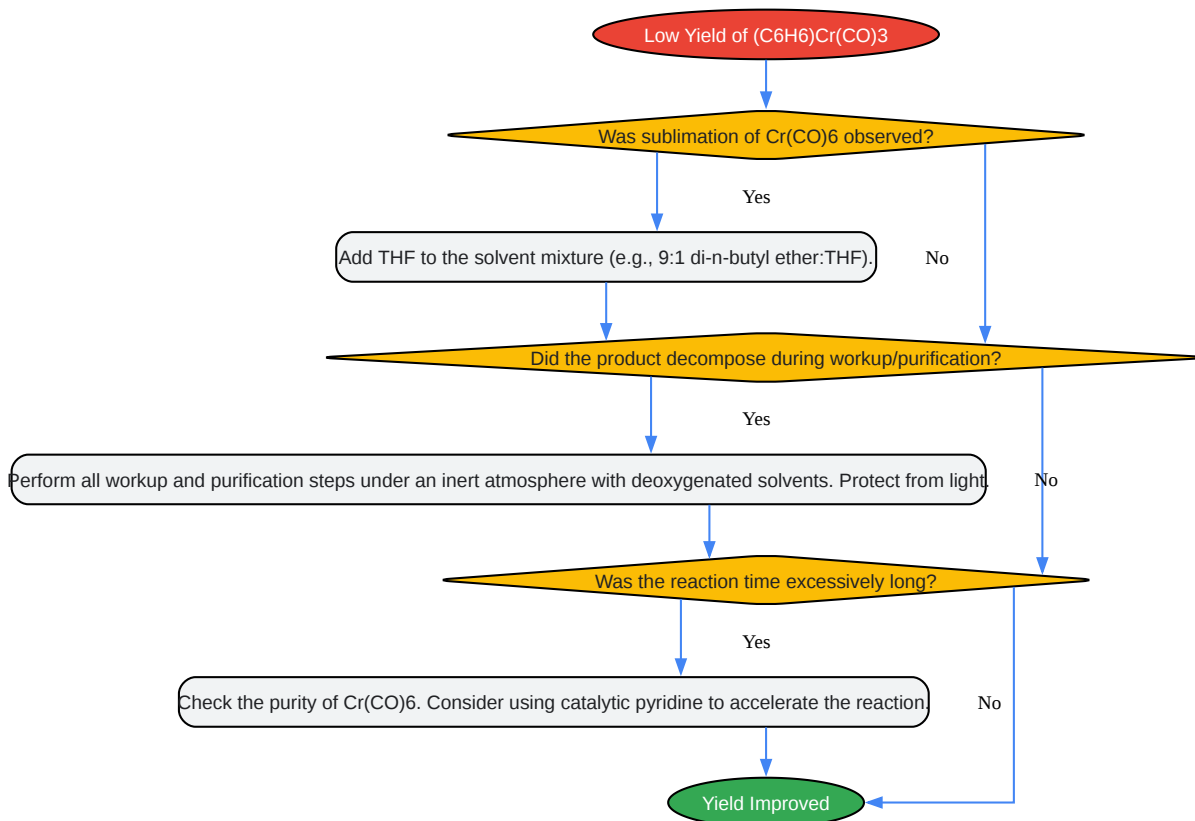 Low Yield of (C6H6)Cr(CO)3
Was sublimation of Cr(CO)6 observed?
Yes
Add THF to the solvent mixture (e.g., 9:1 di-n-butyl ether:THF).
No
Did the product decompose during workup/purification?
Yes
Perform all workup and purification steps under an inert atmosphere with deoxygenated solvents. Protect from light.
No
Was the reaction time excessively long?
Yes
Check the purity of Cr(CO)6. Consider using catalytic pyridine to accelerate the reaction.
No
Yield Improved